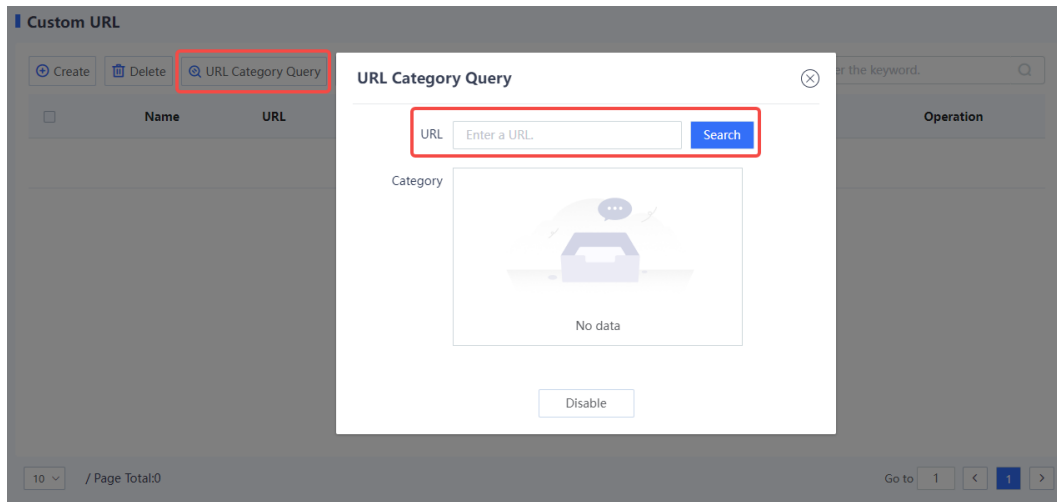 Custom URL
Create Delete URL Category Query er the keyword.
URL Category Query
Name URL Operation
URL Enter a URL. Search
Category
No data
Disable
10 / Page Total:0 Go to 1 < 1 >